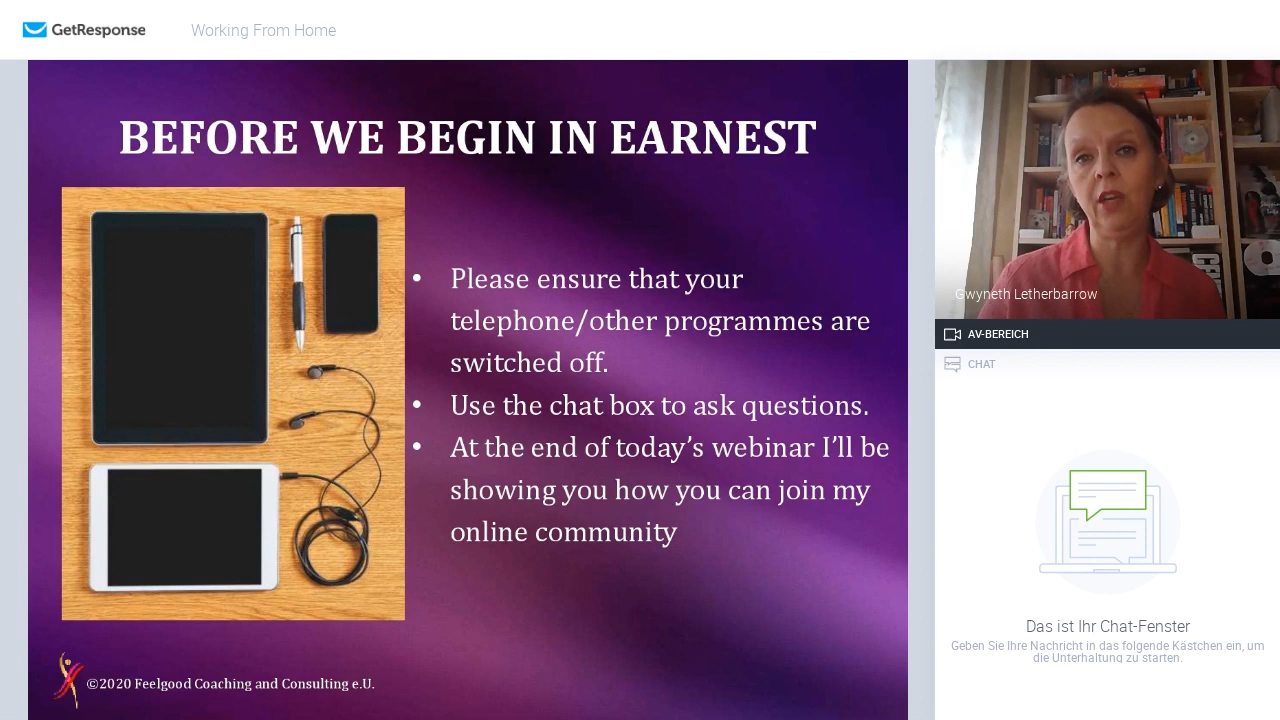 GetResponse
Working From Home
BEFORE WE BEGIN IN EARNEST
• Please ensure that your
telephone/other programmes are
switched off.
• Use the chat box to ask questions.
• At the end of today’s webinar I’ll be
showing you how you can join my
online community
©2020 Feelgood Coaching and Consulting e.U.
Gwyneth Letherbarrow
AV-BEREICH
CHAT
Das ist Ihr Chat-Fenster
Geben Sie Ihre Nachricht in das folgende Kästchen ein, um
die Unterhaltung zu starten.